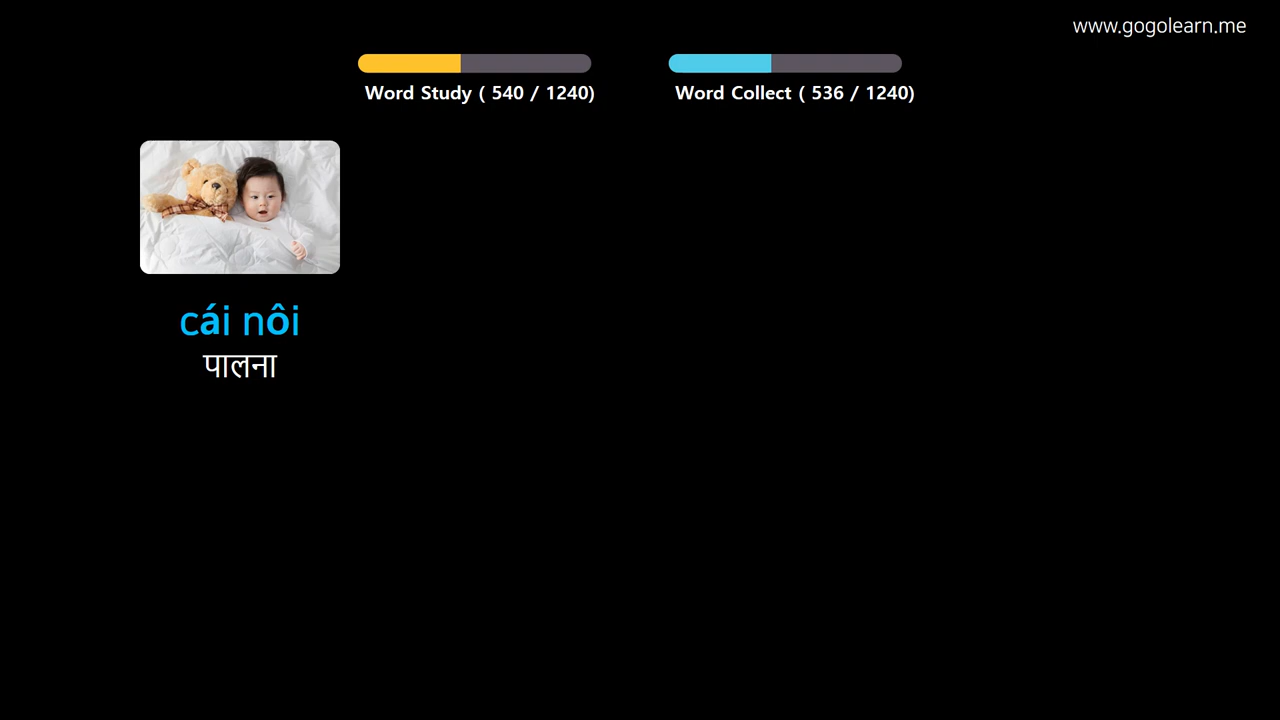 www.gogolearn.me
Word Study ( 540 / 1240)
Word Collect ( 536 / 1240)
cái nôi
पालना